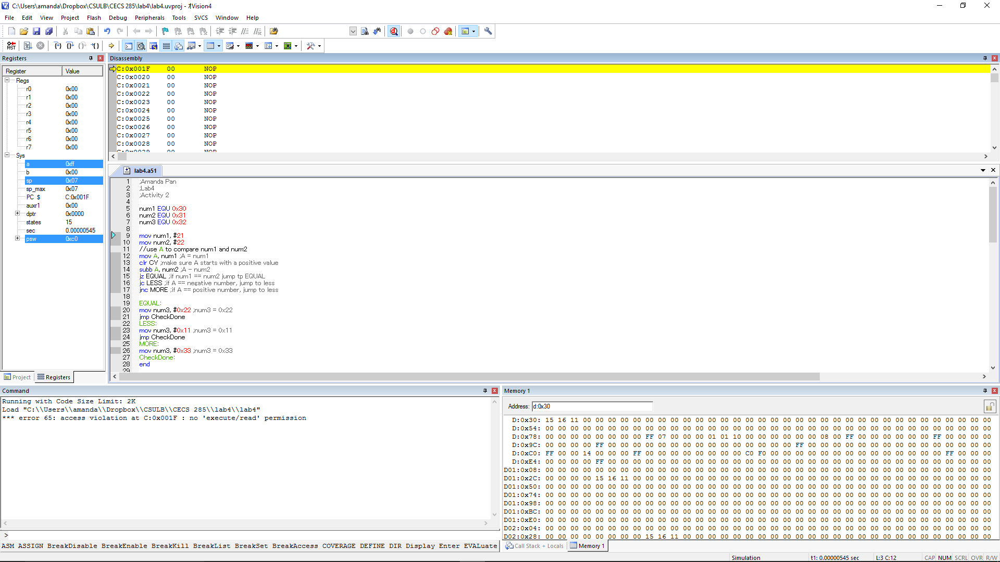 C:\Users\amanda\Dropbox\CSULB\CECS 285\lab4\lab4.uvproj - µVision4
File Edit View Project Flash Debug Peripherals Tools SVCS Window Help
Registers
Register Value
Regs
r0 0x00
r1 0x00
r2 0x00
r3 0x00
r4 0x00
r5 0x00
r6 0x00
r7 0x00
Sys
a 0xff
b 0x00
sp 0x07
sp_max 0x07
PC $ C:0x001F
auxr1 0x00
dptr 0x0000
states 15
sec 0.00000545
psw 0xc0
Project Registers
Disassembly
C:0x001F 00 NOP
C:0x0020 00 NOP
C:0x0021 00 NOP
C:0x0022 00 NOP
C:0x0023 00 NOP
C:0x0024 00 NOP
C:0x0025 00 NOP
C:0x0026 00 NOP
C:0x0027 00 NOP
C:0x0028 00 NOP
C:0x0029 00 NOP
lab4.a51
1 ;Amanda Pan
2 ;Lab4
3 ;Activity 2
4
5 num1 EQU 0x30
6 num2 EQU 0x31
7 num3 EQU 0x32
8
9 mov num1, #21
10 mov num2, #22
11 //use A to compare num1 and num2
12 mov A, num1 ;A = num1
13 clr CY ;make sure A starts with a positive value
14 subb A, num2 ;A - num2
15 jz EQUAL ;if num1 == num2 jump tp EQUAL
16 jc LESS ;if A == negative number, jump to less
17 jnc MORE ;if A == positive number, jump to less
18
19 EQUAL:
20 mov num3, #0x22 ;num3 = 0x22
21 jmp CheckDone
22 LESS:
23 mov num3, #0x11 ;num3 = 0x11
24 jmp CheckDone
25 MORE:
26 mov num3, #0x33 ;num3 = 0x33
27 CheckDone:
28 end
29
Command
Running with Code Size Limit: 2K
Load "C:\\Users\\amanda\\Dropbox\\CSULB\\CECS 285\\lab4\\lab4"
*** error 65: access violation at C:0x001F : no 'execute/read' permission
>
ASM ASSIGN BreakDisable BreakEnable BreakKill BreakList BreakSet BreakAccess COVERAGE DEFINE DIR Display Enter EVALuate
Memory 1
Address: d:0x30
D:0x30: 15 16 11 00 00 00 00 00 00 00 00 00 00 00 00 00 00 00 00 00 00 00 00 00 00 00 00 00 00 00 00 00 00 00 00 00
D:0x54: 00 00 00 00 00 00 00 00 00 00 00 00 00 00 00 00 00 00 00 00 00 00 00 00 00 00 00 00 00 00 00 00 00 00 00 00
D:0x78: 00 00 00 00 00 00 00 00 FF 07 00 00 00 01 01 10 00 00 00 00 00 00 08 00 FF 00 00 00 00 00 00 FF 00 00 00 00
D:0x9C: 00 00 00 00 FF 00 00 00 00 00 00 00 00 00 00 00 00 00 00 00 FF 00 00 00 00 00 00 00 00 00 00 00 00 00 00 00
D:0xC0: FF 00 00 14 00 00 00 FF 00 00 00 00 00 00 00 00 C0 F0 00 00 00 00 00 00 00 00 00 00 00 00 00 00 FF 00 00 00
D:0xE4: 00 00 00 00 FF 00 00 00 00 00 00 00 00 00 00 00 00 00 00 00 00 00 00 00 00 00 00 00 00 00 00 00 00 00 00 00
D01:0x08: 00 00 00 00 00 00 00 00 00 00 00 00 00 00 00 00 00 00 00 00 00 00 00 00 00 00 00 00 00 00 00 00 00 00 00 00
D01:0x2C: 00 00 00 00 15 16 11 00 00 00 00 00 00 00 00 00 00 00 00 00 00 00 00 00 00 00 00 00 00 00 00 00 00 00 00 00
D01:0x50: 00 00 00 00 00 00 00 00 00 00 00 00 00 00 00 00 00 00 00 00 00 00 00 00 00 00 00 00 00 00 00 00 00 00 00 00
D01:0x74: 00 00 00 00 00 00 00 00 00 00 00 00 00 00 00 00 00 00 00 00 00 00 00 00 00 00 00 00 00 00 00 00 00 00 00 00
D01:0x98: 00 00 00 00 00 00 00 00 00 00 00 00 00 00 00 00 00 00 00 00 00 00 00 00 00 00 00 00 00 00 00 00 00 00 00 00
D01:0xBC: 00 00 00 00 00 00 00 00 00 00 00 00 00 00 00 00 00 00 00 00 00 00 00 00 00 00 00 00 00 00 00 00 00 00 00 00
D01:0xE0: 00 00 00 00 00 00 00 00 00 00 00 00 00 00 00 00 00 00 00 00 00 00 00 00 00 00 00 00 00 00 00 00 00 00 00 00
D02:0x04: 00 00 00 00 00 00 00 00 00 00 00 00 00 00 00 00 00 00 00 00 00 00 00 00 00 00 00 00 00 00 00 00 00 00 00 00
D02:0x28: 00 00 00 00 00 00 00 00 15 16 11 00 00 00 00 00 00 00 00 00 00 00 00 00 00 00 00 00 00 00 00 00 00 00 00 00
Call Stack + Locals Memory 1
Simulation t1: 0.00000545 sec L:3 C:12 CAP NUM SCRL OVR R/W